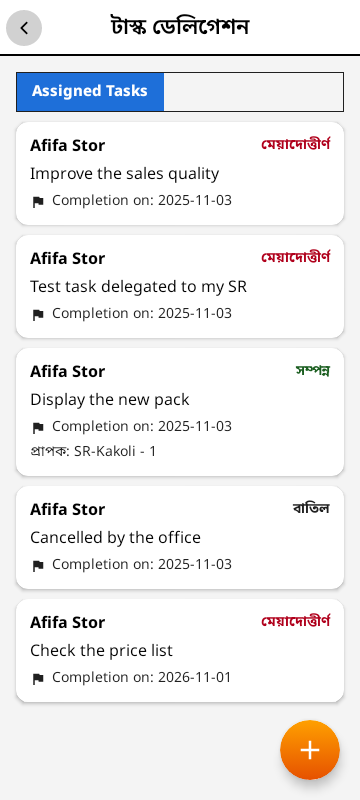 টাস্ক ডেলিগেশন
Assigned Tasks
Afifa Stor মেয়াদোত্তীর্ণ
Improve the sales quality
Completion on: 2025-11-03
Afifa Stor মেয়াদোত্তীর্ণ
Test task delegated to my SR
Completion on: 2025-11-03
Afifa Stor সম্পন্ন
Display the new pack
Completion on: 2025-11-03
প্রাপক: SR-Kakoli - 1
Afifa Stor বাতিল
Cancelled by the office
Completion on: 2025-11-03
Afifa Stor মেয়াদোত্তীর্ণ
Check the price list
Completion on: 2026-11-01